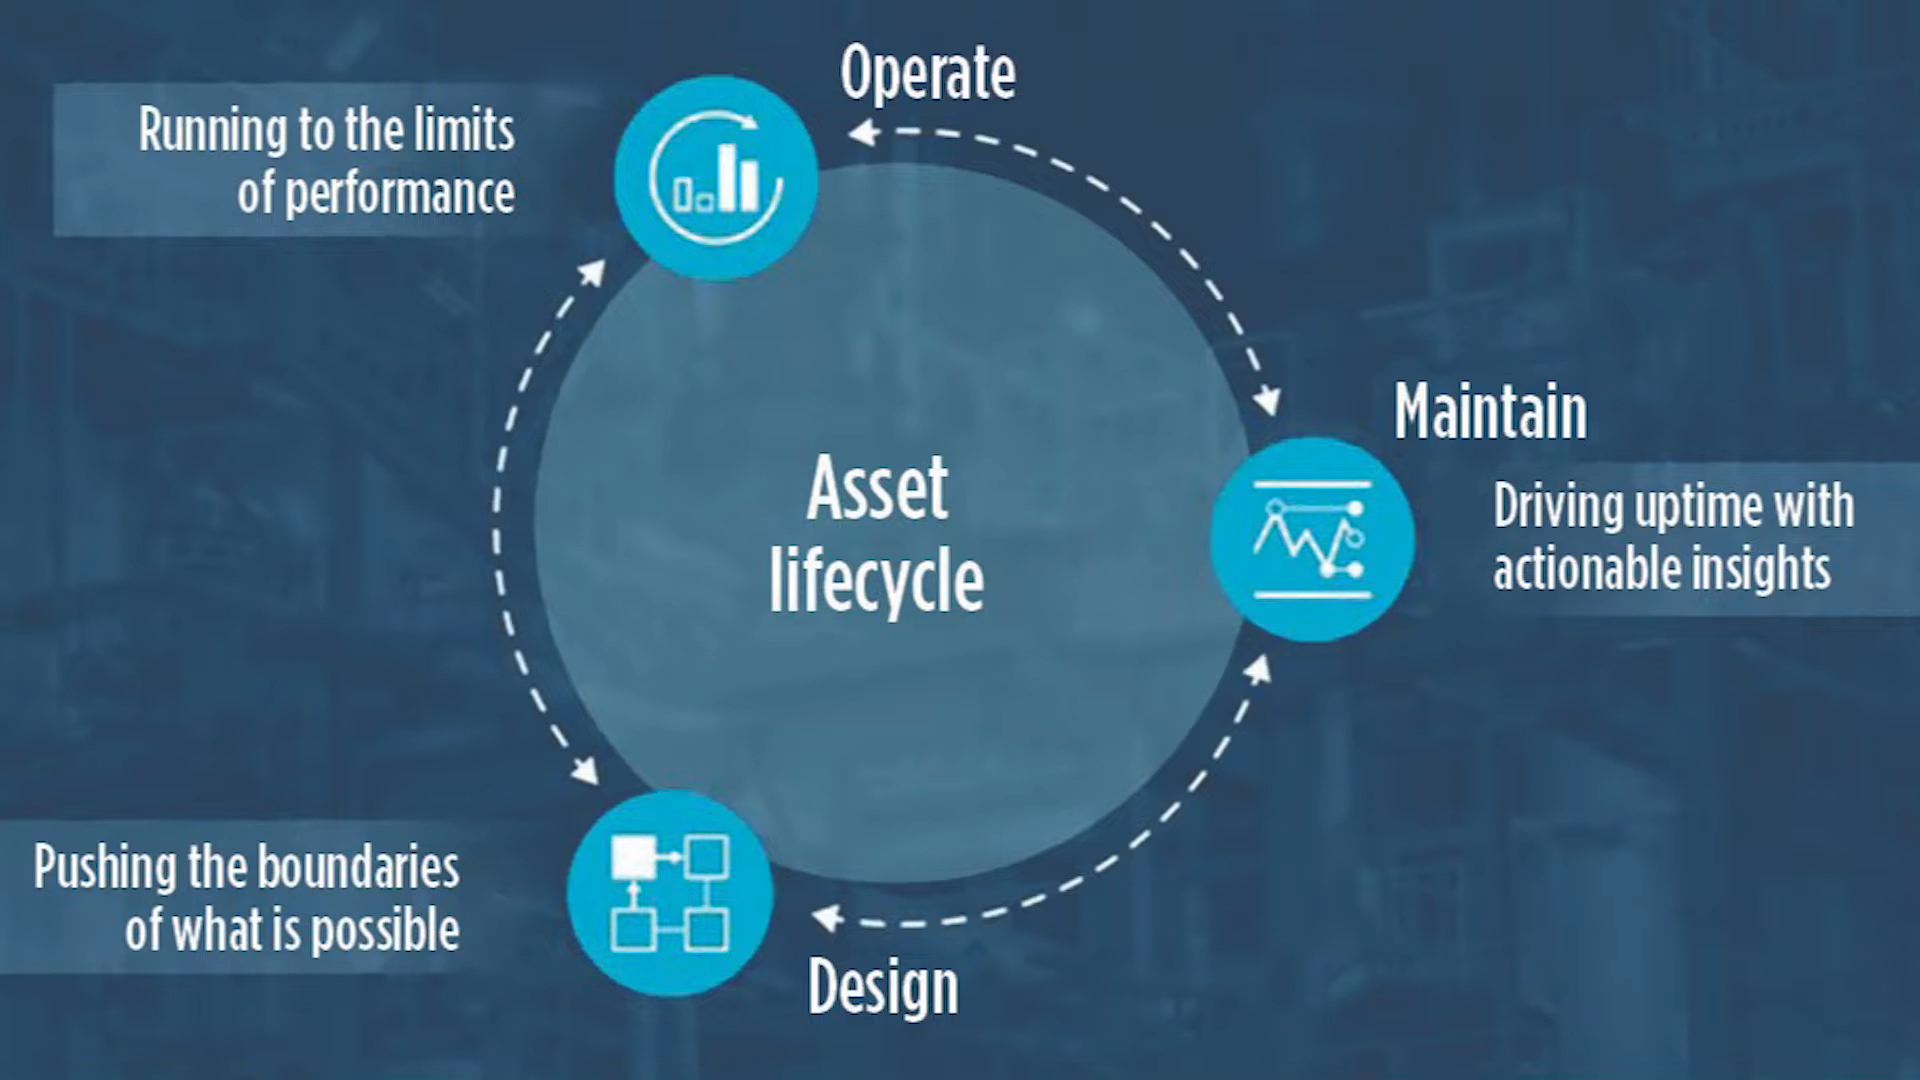 Operate
Running to the limits
of performance
Maintain
Driving uptime with
actionable insights
Asset
lifecycle
Pushing the boundaries
of what is possible
Design